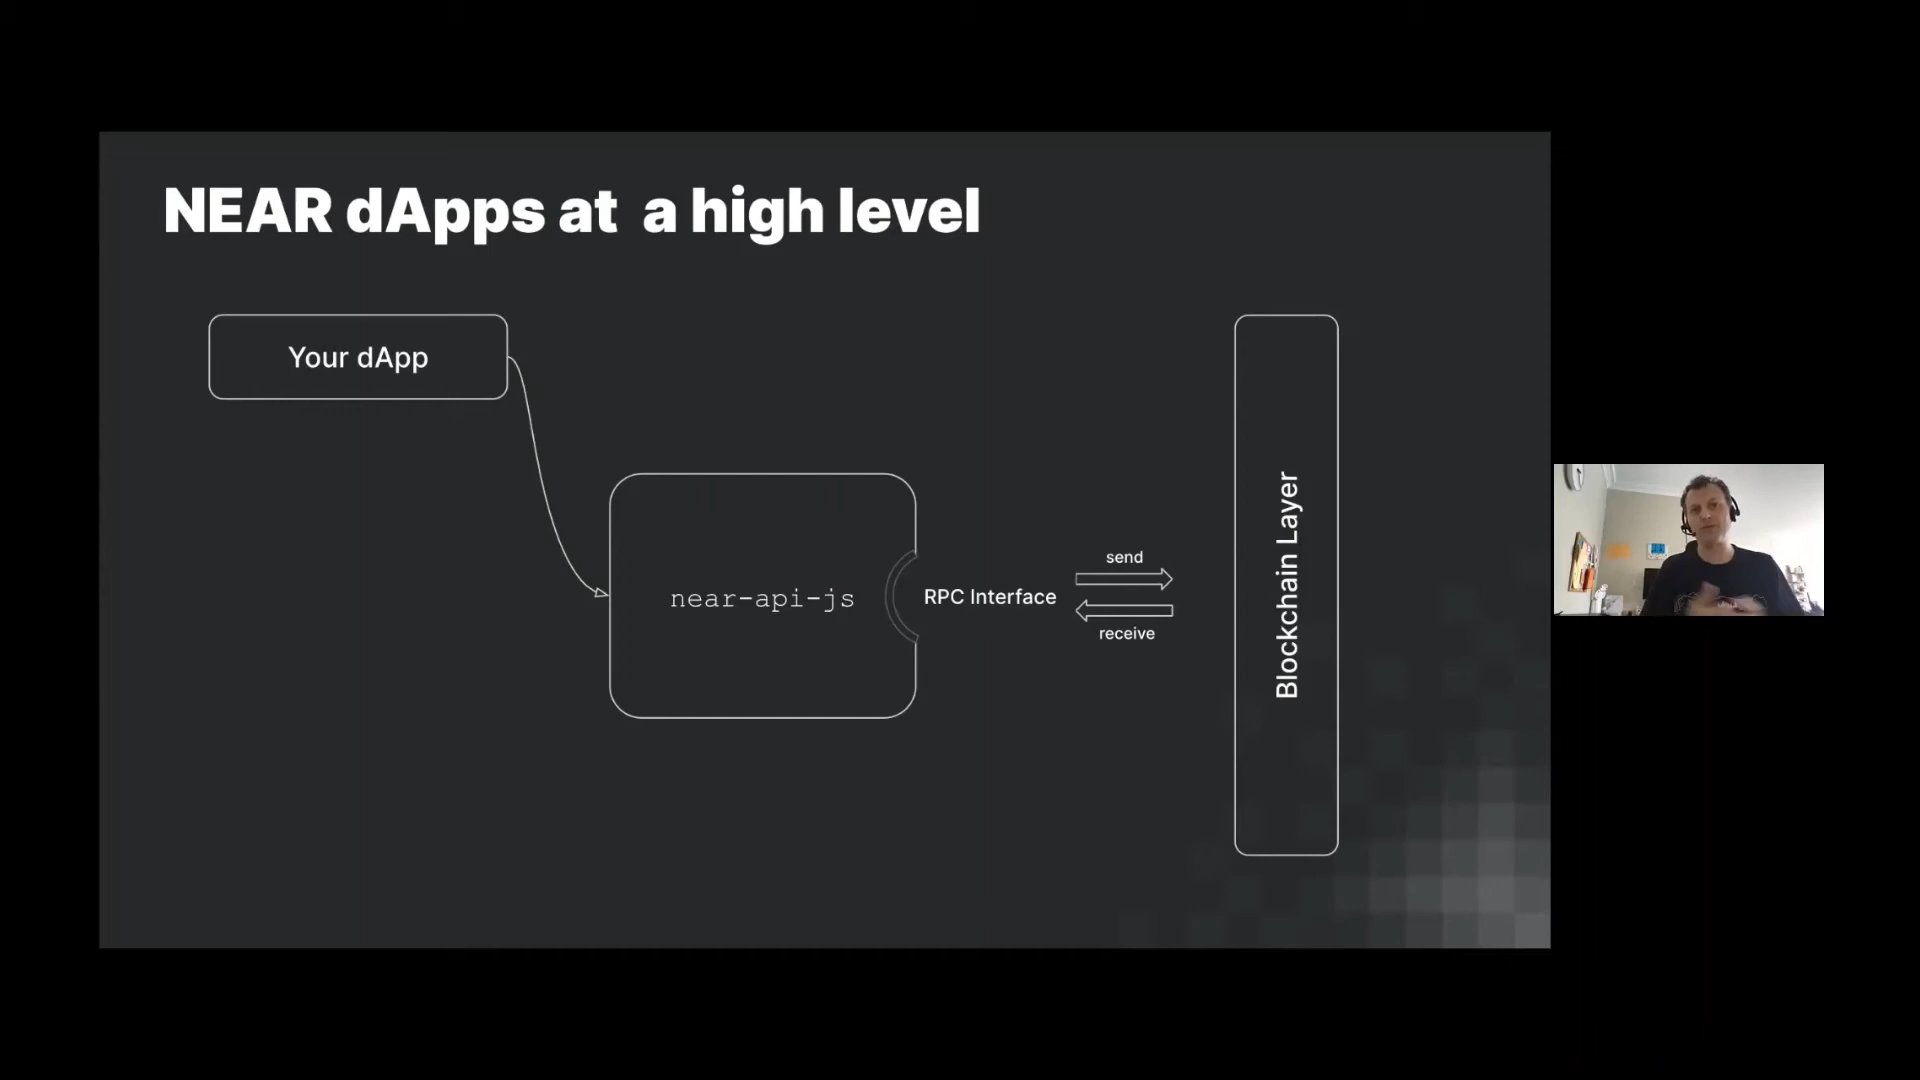 NEAR dApps at  a high level
Your dApp
near-api-js
RPC Interface
send
receive
Blockchain Layer